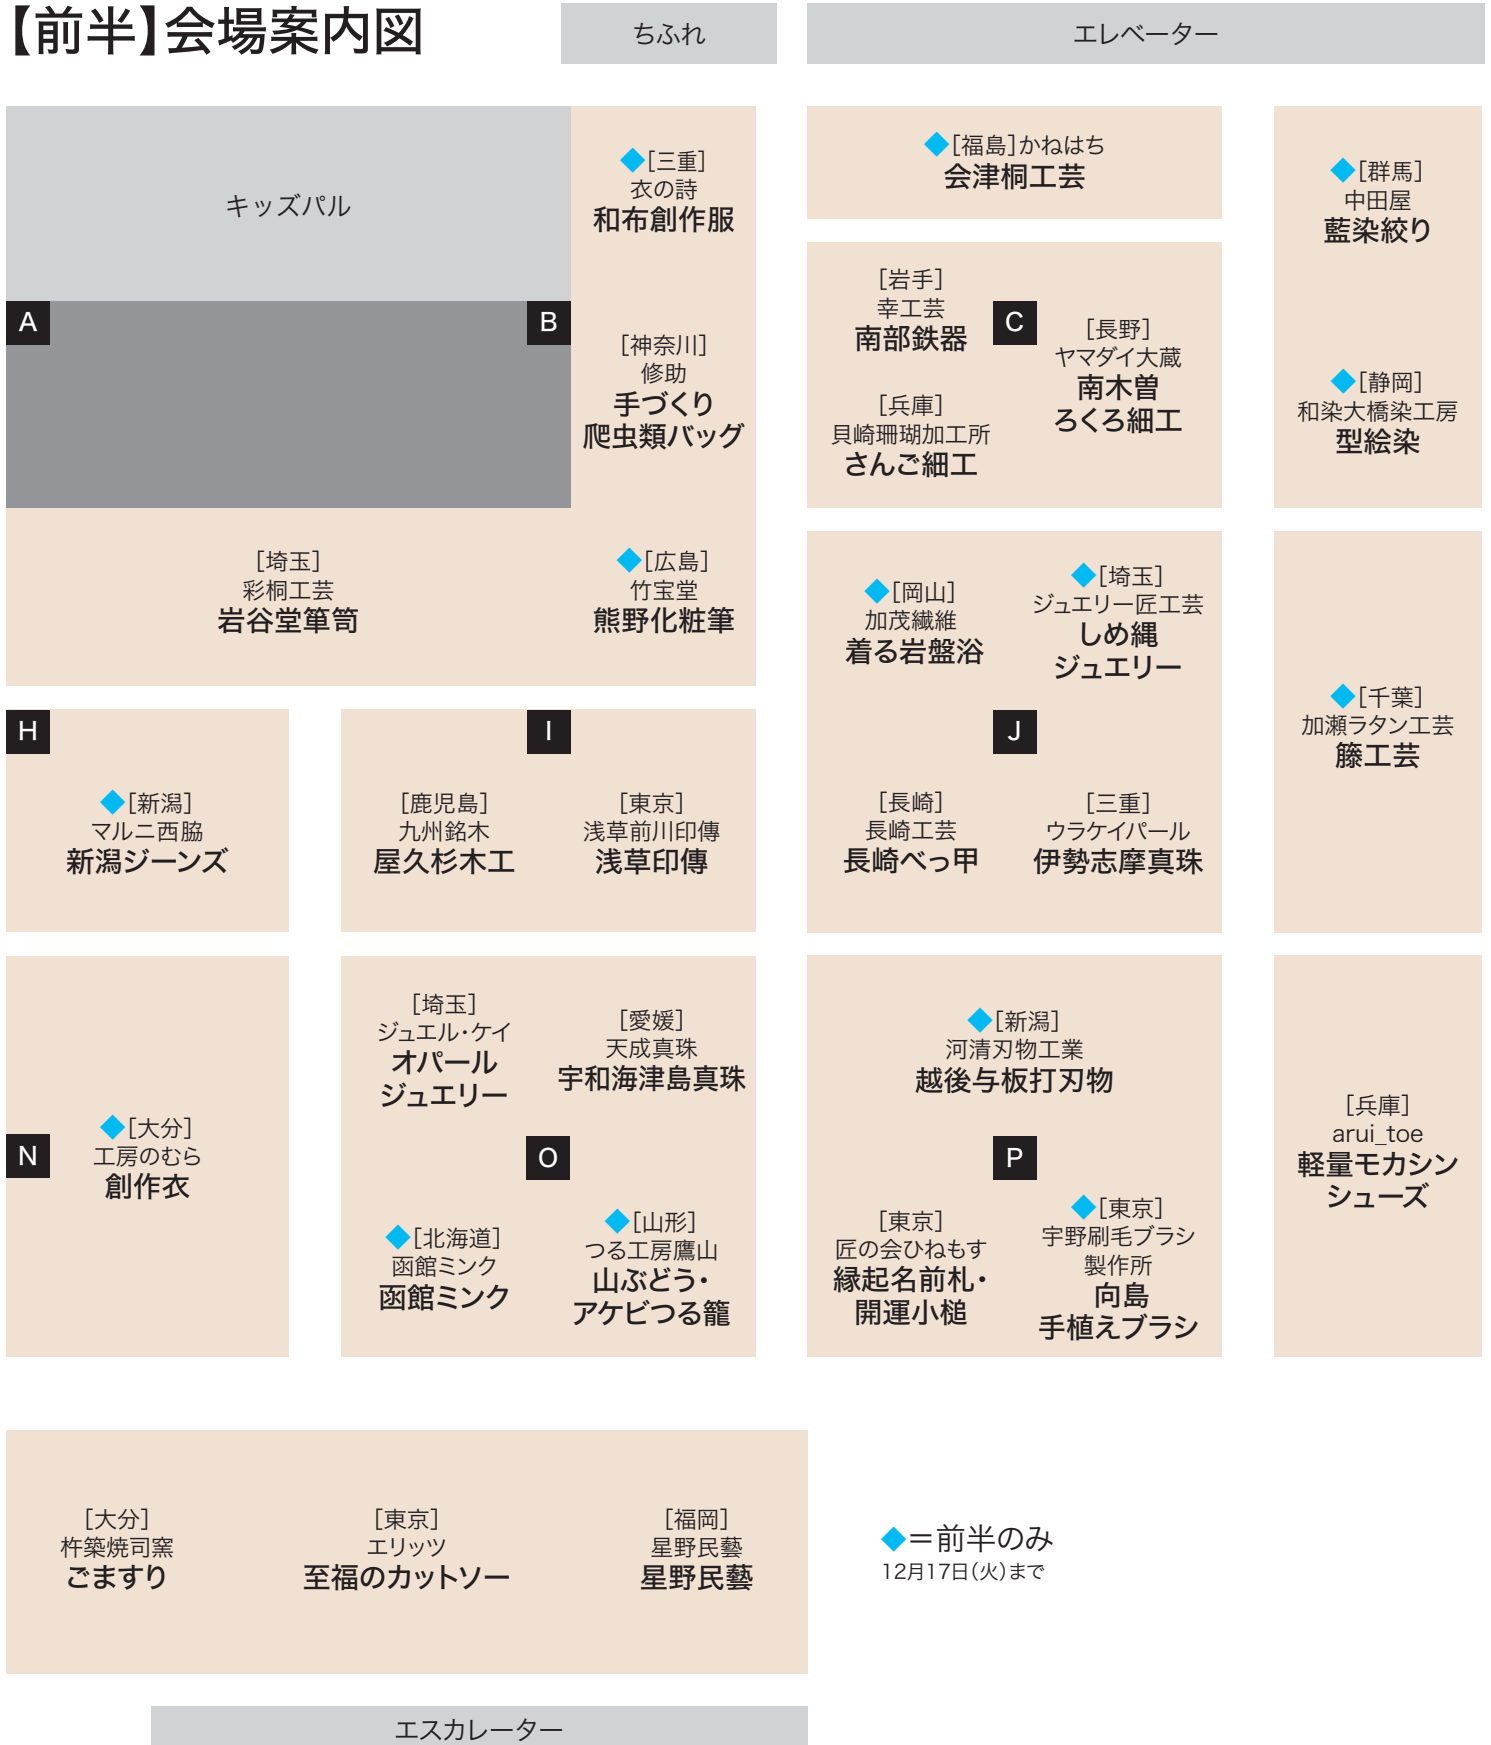 【前半】会場案内図
ちふれ
エレベーター
キッズパル
◆[三重]
衣の詩
和布創作服
◆[福島]かねはち
会津桐工芸
◆[群馬]
中田屋
藍染絞り
A
B
[神奈川]
修助
手づくり
爬虫類バッグ
[岩手]
幸工芸
南部鉄器
C
[長野]
ヤマダイ大蔵
南木曽
ろくろ細工
[兵庫]
貝崎珊瑚加工所
さんご細工
◆[静岡]
和染大橋染工房
型絵染
[埼玉]
彩桐工芸
岩谷堂箪笥
◆[広島]
竹宝堂
熊野化粧筆
◆[岡山]
加茂繊維
着る岩盤浴
◆[埼玉]
ジュエリー匠工芸
しめ縄
ジュエリー
◆[千葉]
加瀬ラタン工芸
籐工芸
H
◆[新潟]
マルニ西脇
新潟ジーンズ
I
[鹿児島]
九州銘木
屋久杉木工
[東京]
浅草前川印傳
浅草印傳
J
[長崎]
長崎工芸
長崎べっ甲
[三重]
ウラケイパール
伊勢志摩真珠
N
◆[大分]
工房のむら
創作衣
[埼玉]
ジュエル・ケイ
オパール
ジュエリー
[愛媛]
天成真珠
宇和海津島真珠
O
◆[北海道]
函館ミンク
函館ミンク
◆[山形]
つる工房鷹山
山ぶどう・
アケビつる籠
◆[新潟]
河清刃物工業
越後与板打刃物
P
[東京]
匠の会ひねもす
縁起名前札・
開運小槌
◆[東京]
宇野刷毛ブラシ
製作所
向島
手植えブラシ
[兵庫]
arui_toe
軽量モカシン
シューズ
[大分]
杵築焼司窯
ごますり
[東京]
エリッツ
至福のカットソー
[福岡]
星野民藝
星野民藝
◆＝前半のみ
12月17日(火)まで
エスカレーター